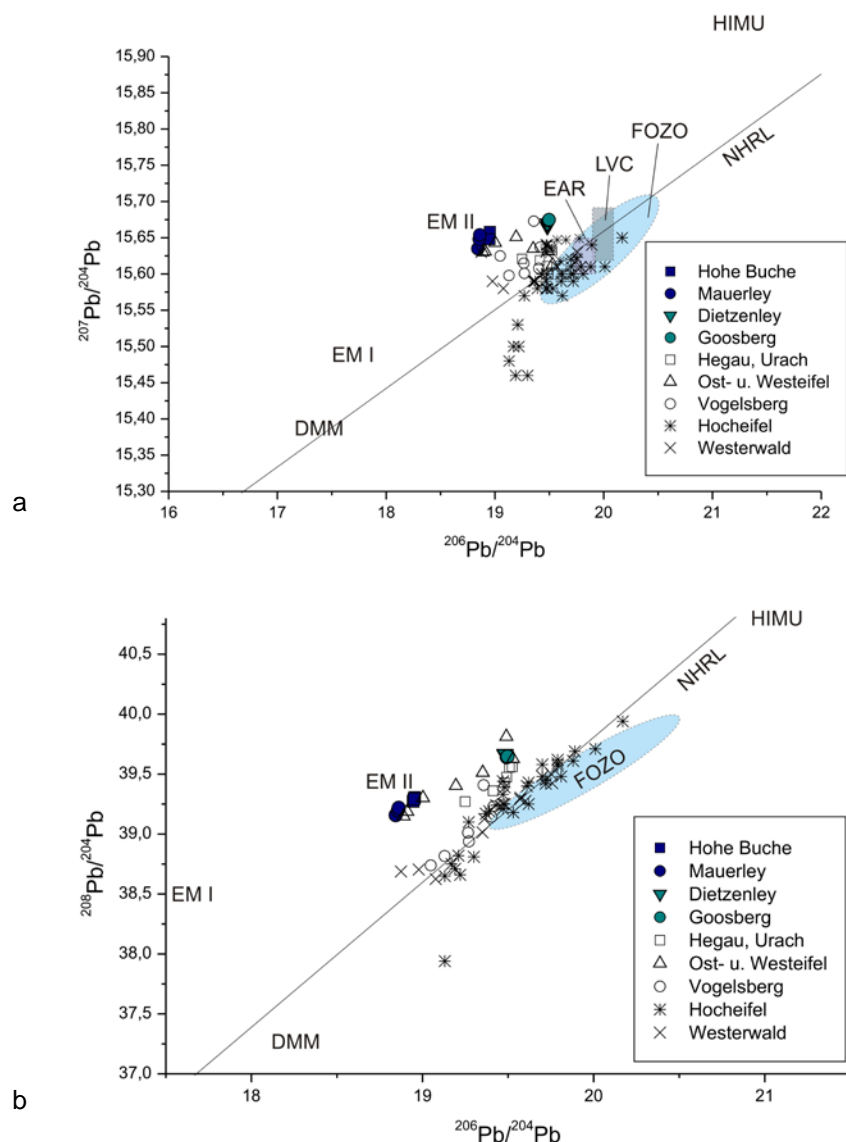 HIMU
15,90
15,85
15,80
15,75
15,70
15,65
15,60
15,55
15,50
15,45
15,40
15,35
15,30
²⁰⁷Pb/²⁰⁴Pb
FOZO
NHRL
LVC
EAR
EM II
EM I
DMM
Hohe Buche
Mauerley
Dietzenley
Goosberg
Hegau, Urach
Ost- u. Westeifel
Vogelsberg
Hocheifel
Westerwald
a
16 17 18 19 20 21 22
²⁰⁶Pb/²⁰⁴Pb
HIMU
40,5
40,0
39,5
39,0
38,5
38,0
37,5
37,0
²⁰⁸Pb/²⁰⁴Pb
NHRL
FOZO
EM II
EM I
DMM
Hohe Buche
Mauerley
Dietzenley
Goosberg
Hegau, Urach
Ost- u. Westeifel
Vogelsberg
Hocheifel
Westerwald
b
18 19 20 21
²⁰⁶Pb/²⁰⁴Pb